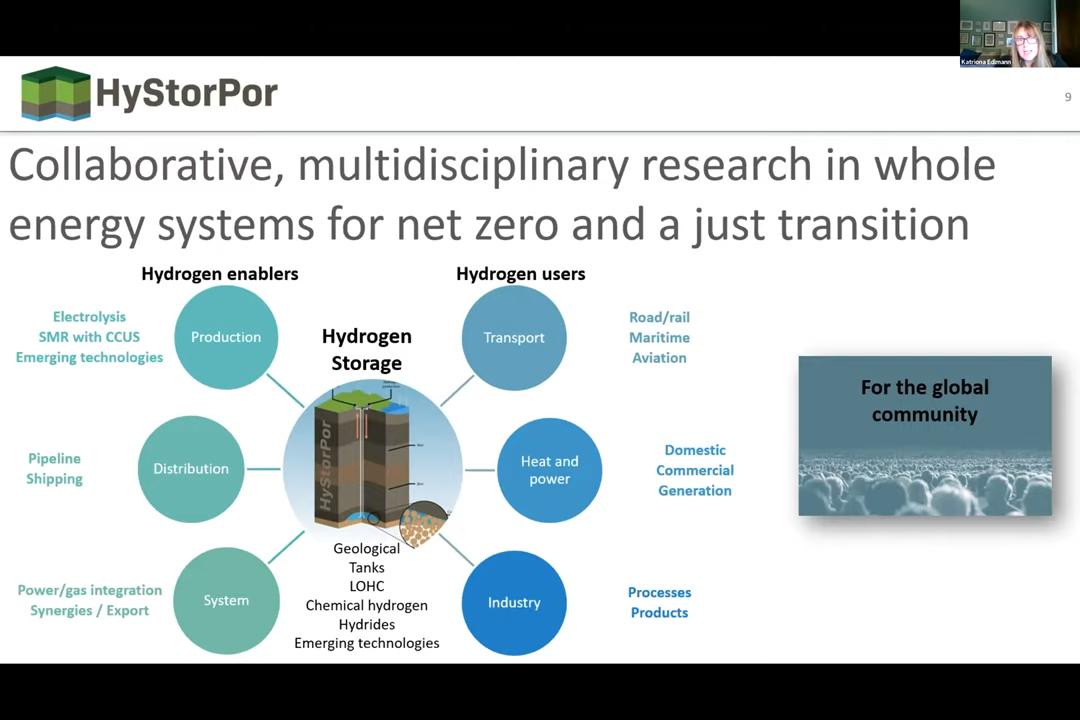 Katriona Edlmann
HyStorPor
9
Collaborative, multidisciplinary research in whole
energy systems for net zero and a just transition
Hydrogen enablers
Hydrogen users
Electrolysis
SMR with CCUS
Emerging technologies
Production
Hydrogen
Storage
Transport
Road/rail
Maritime
Aviation
For the global
community
Pipeline
Shipping
Distribution
HyStorPor
Heat and
power
Domestic
Commercial
Generation
Power/gas integration
Synergies / Export
System
Geological
Tanks
LOHC
Chemical hydrogen
Hydrides
Emerging technologies
Industry
Processes
Products